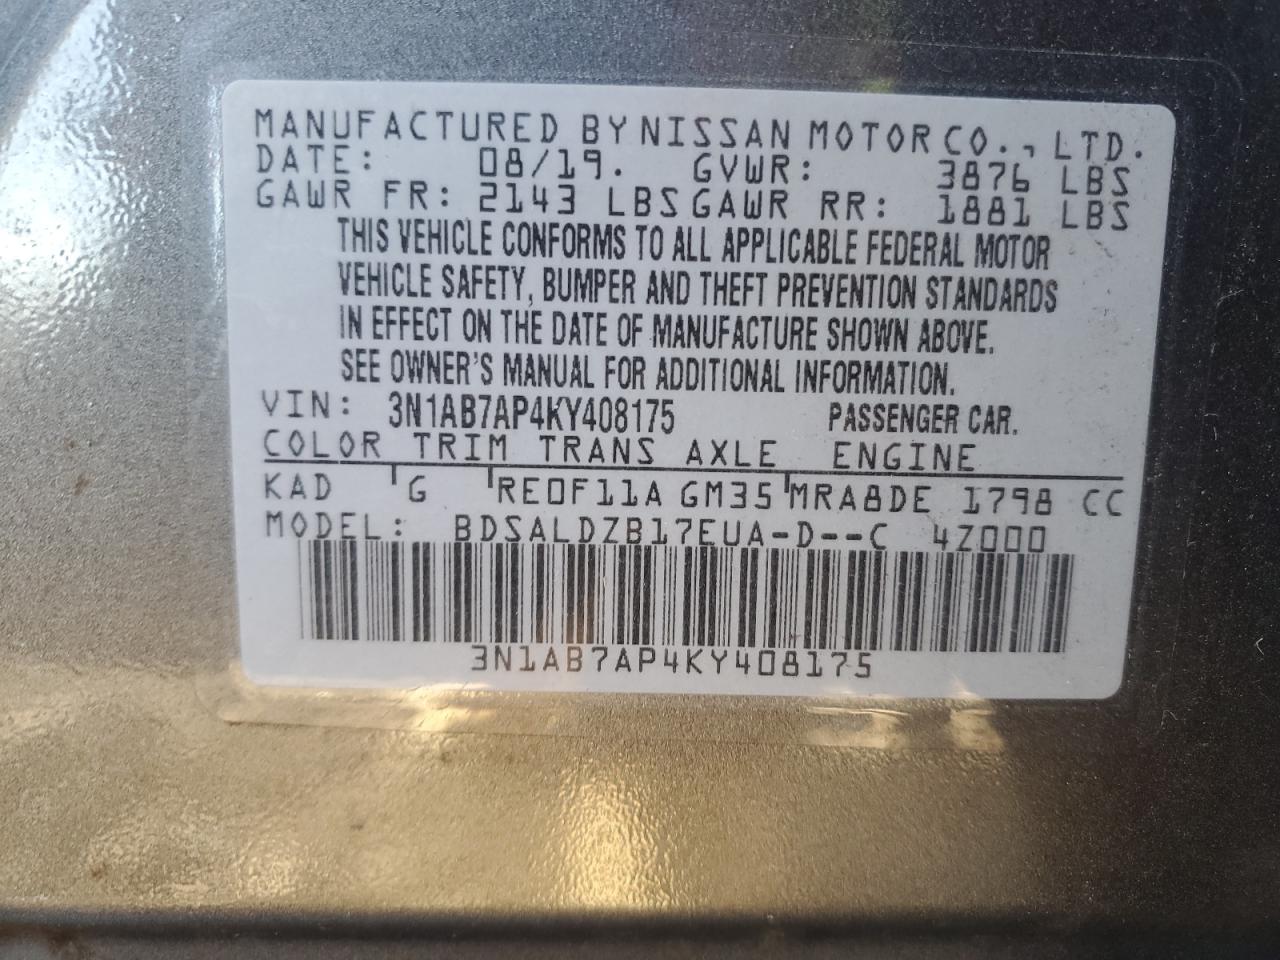 MANUFACTURED BY NISSAN MOTOR CO., LTD.
DATE: 08/19. GVWR: 3876 LBS
GAWR FR: 2143 LBS GAWR RR: 1881 LBS
THIS VEHICLE CONFORMS TO ALL APPLICABLE FEDERAL MOTOR
VEHICLE SAFETY, BUMPER AND THEFT PREVENTION STANDARDS
IN EFFECT ON THE DATE OF MANUFACTURE SHOWN ABOVE.
SEE OWNER'S MANUAL FOR ADDITIONAL INFORMATION.
VIN: 3N1AB7AP4KY408175 PASSENGER CAR.
COLOR TRIM TRANS AXLE ENGINE
KAD G RE0F11A GM35 MRA8DE 1798 CC
MODEL: BDSALDZB17EUA-D--C 4Z000
3N1AB7AP4KY408175